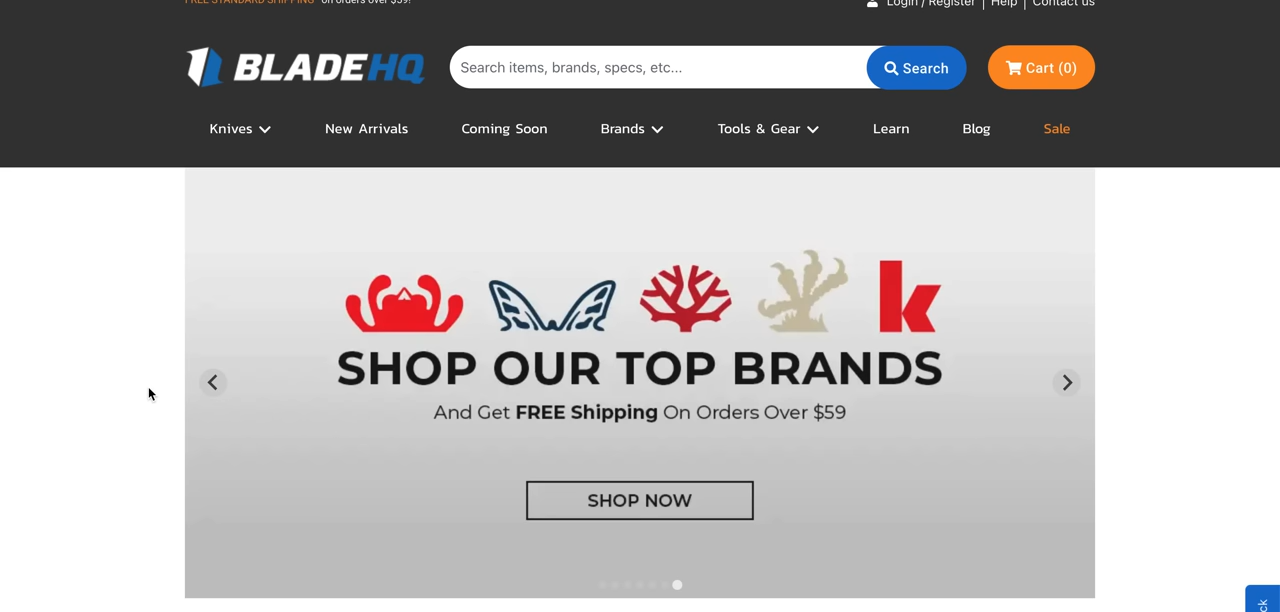 FREE STANDARD SHIPPING on orders over $59!
Login / Register | Help | Contact us
BLADEHQ
Search items, brands, specs, etc...
Search
Cart (0)
Knives
New Arrivals
Coming Soon
Brands
Tools & Gear
Learn
Blog
Sale
k
SHOP OUR TOP BRANDS
And Get FREE Shipping On Orders Over $59
SHOP NOW